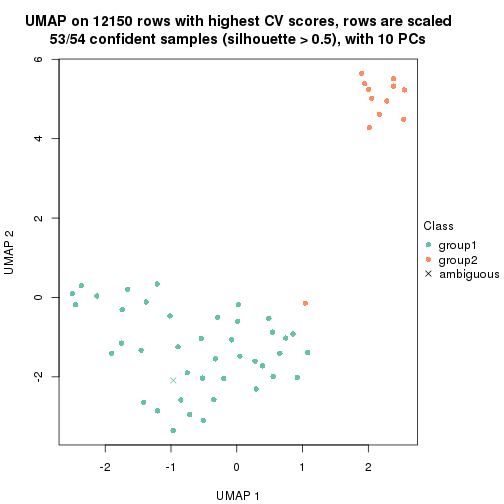 UMAP on 12150 rows with highest CV scores, rows are scaled
53/54 confident samples (silhouette > 0.5), with 10 PCs
6
4
2
0
-2
UMAP 2
Class
group1
group2
ambiguous
-2 -1 0 1 2
UMAP 1